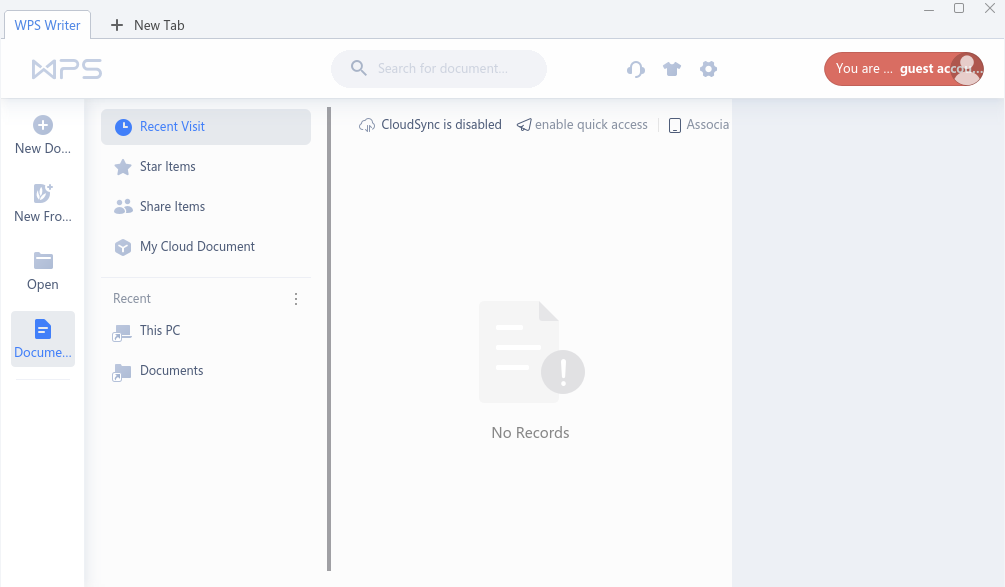 WPS Writer
New Tab
WPS
Search for document...
You are ... guest accou...
New Do...
New Fro...
Open
Docume...
Recent Visit
Star Items
Share Items
My Cloud Document
Recent
This PC
Documents
CloudSync is disabled
enable quick access
Associa
No Records